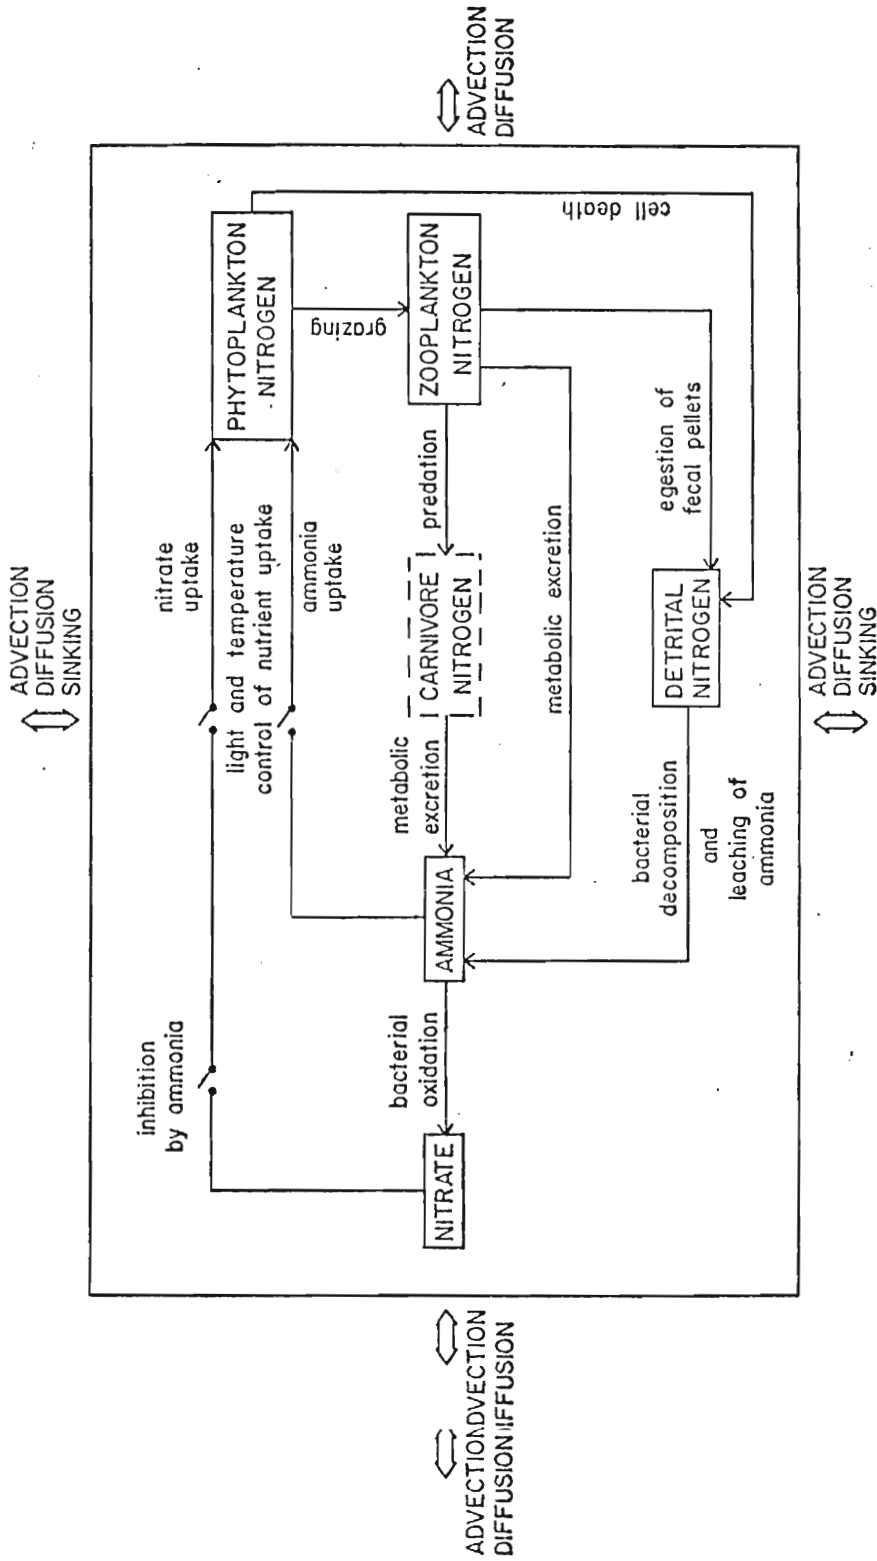 ADVECTION
DIFFUSION
SINKING
inhibition
by ammonia
nitrate
uptake
light and temperature
control of nutrient uptake
ammonia
uptake
PHYTOPLANKTON
NITROGEN
grazing
cell death
NITRATE
bacterial
oxidation
AMMONIA
metabolic
excretion
CARNIVORE
NITROGEN
predation
ZOOPLANKTON
NITROGEN
metabolic excretion
bacterial
decomposition
and
leaching of
ammonia
DETRITAL
NITROGEN
egestion of
fecal pellets
ADVECTION
DIFFUSION
ADVECTION
DIFFUSION
SINKING